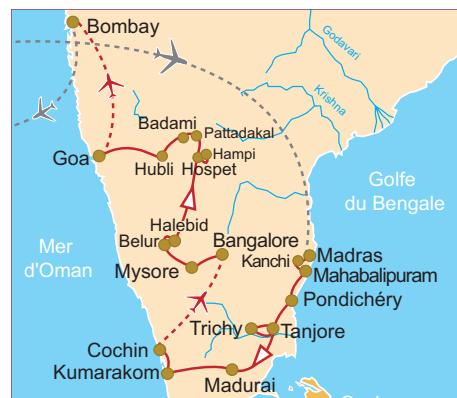 Bombay
Godavari
Krishna
Badami
Pattadakal
Goa
Hampi
Hubli
Hospet
Golfe
du Bengale
Halebid
Belur
Bangalore
Mer
d'Oman
Kanchi
Madras
Mysore
Mahabalipuram
Pondichéry
Trichy
Tanjore
Cochin
Kumarakom
Madurai